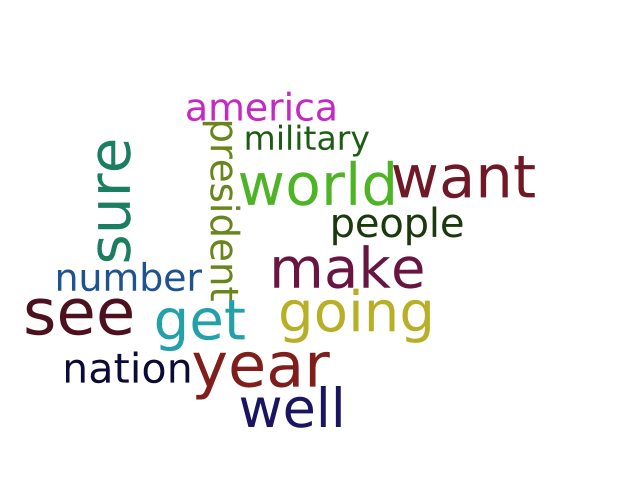 america
military
president
sure
world
want
people
make
number
see
get
going
nation
year
well